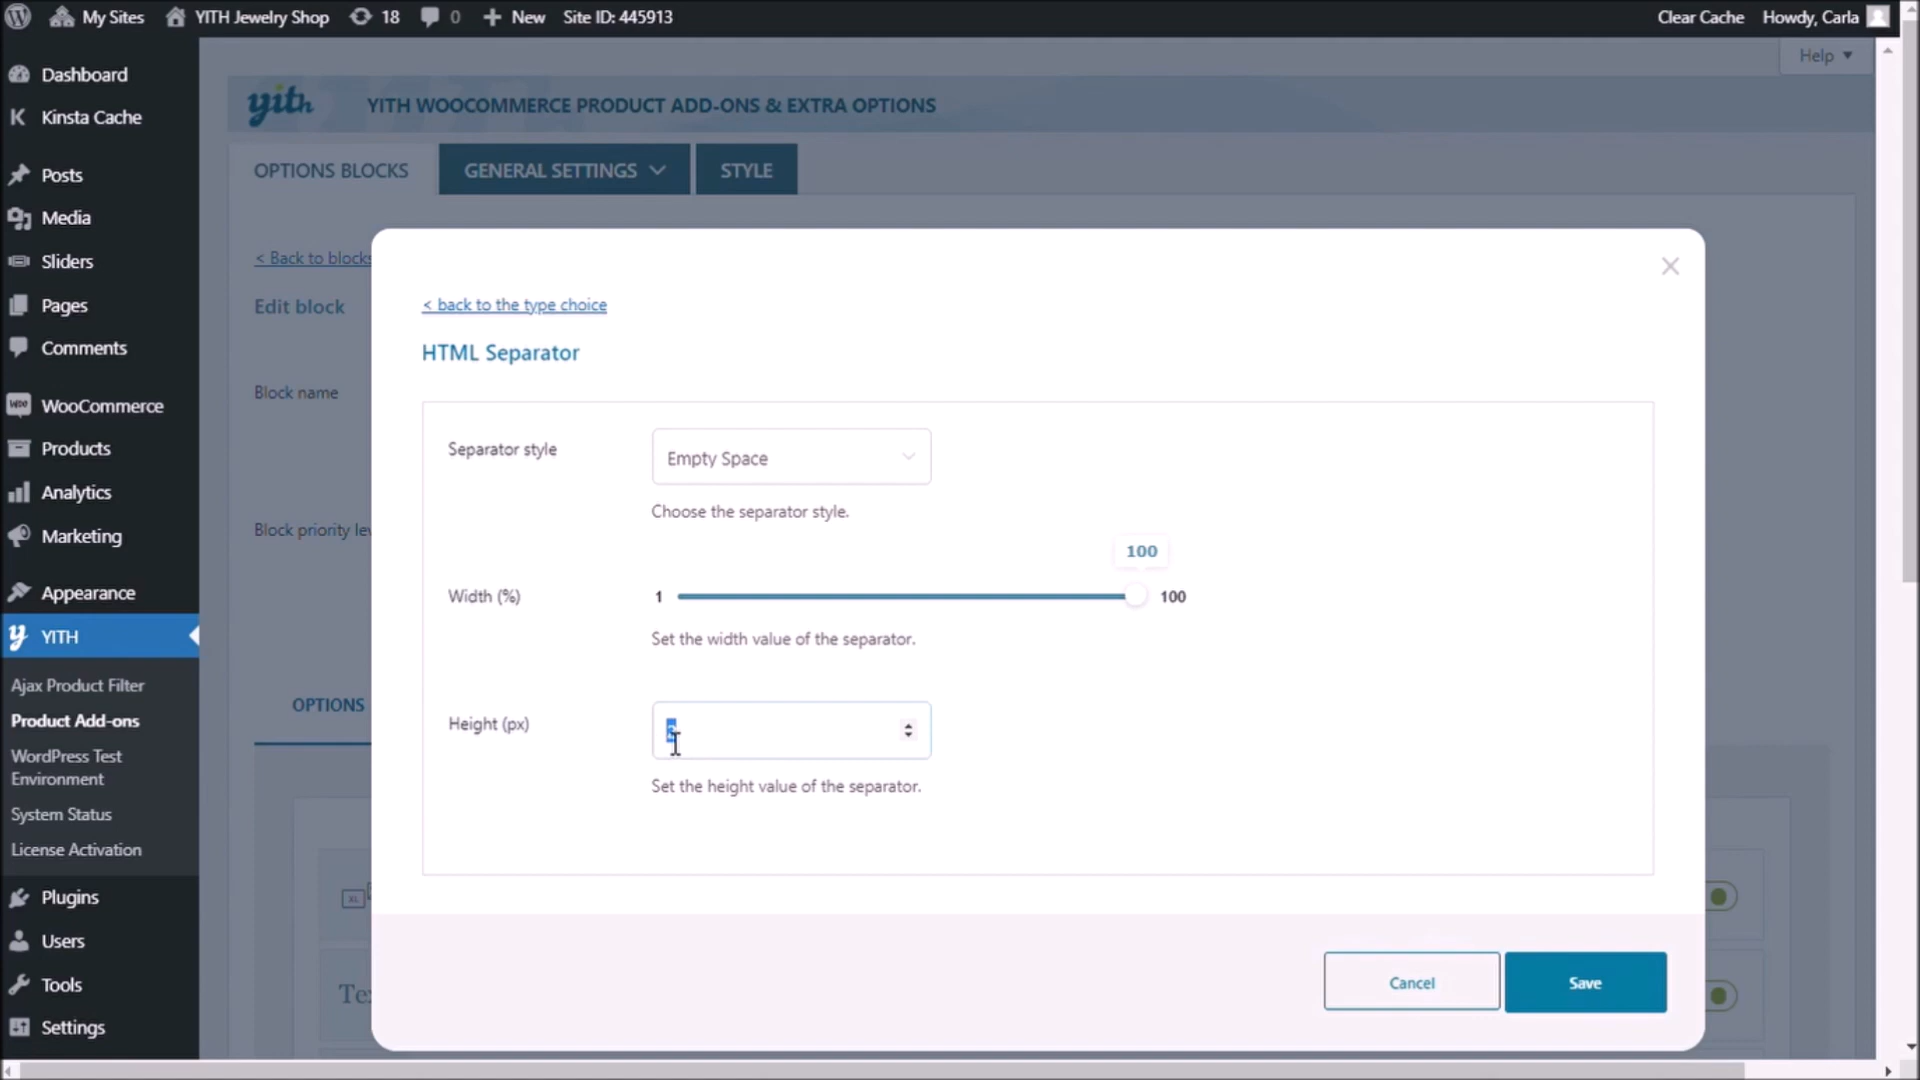 My Sites
YITH Jewelry Shop
18
0
New
Site ID: 445913
Clear Cache
Howdy, Carla
Help
Dashboard
Kinsta Cache
Posts
Media
Sliders
Pages
Comments
WooCommerce
Products
Analytics
Marketing
Appearance
YITH
Ajax Product Filter
Product Add-ons
WordPress Test
Environment
System Status
License Activation
Plugins
Users
Tools
Settings
yith
YITH WOOCOMMERCE PRODUCT ADD-ONS & EXTRA OPTIONS
OPTIONS BLOCKS
GENERAL SETTINGS
STYLE
< Back to blocks
Edit block
Block name
Block priority lev
OPTIONS
XL
Tex
< back to the type choice
HTML Separator
Separator style
Empty Space
Choose the separator style.
100
Width (%)
1
100
Set the width value of the separator.
Height (px)
Set the height value of the separator.
Cancel
Save